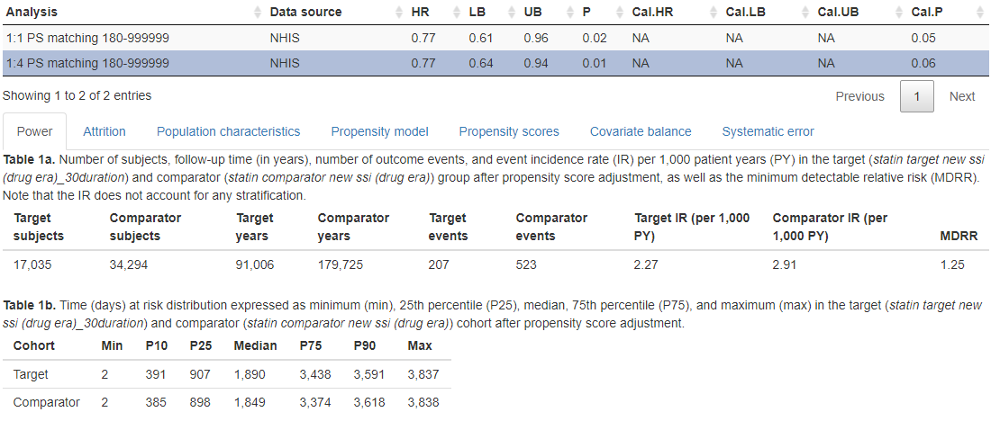 Analysis Data source HR LB UB P Cal.HR Cal.LB Cal.UB Cal.P
1:1 PS matching 180-999999 NHIS 0.77 0.61 0.96 0.02 NA NA NA 0.05
1:4 PS matching 180-999999 NHIS 0.77 0.64 0.94 0.01 NA NA NA 0.06
Showing 1 to 2 of 2 entries Previous 1 Next
Power Attrition Population characteristics Propensity model Propensity scores Covariate balance Systematic error
Table 1a. Number of subjects, follow-up time (in years), number of outcome events, and event incidence rate (IR) per 1,000 patient years (PY) in the target (statin target new ssi
(drug era)_30duration) and comparator (statin comparator new ssi (drug era)) group after propensity score adjustment, as well as the minimum detectable relative risk (MDRR).
Note that the IR does not account for any stratification.
Target Comparator Target Comparator Target Comparator Target IR (per 1,000 Comparator IR (per
subjects subjects years years events events PY) 1,000 PY) MDRR
17,035 34,294 91,006 179,725 207 523 2.27 2.91 1.25
Table 1b. Time (days) at risk distribution expressed as minimum (min), 25th percentile (P25), median, 75th percentile (P75), and maximum (max) in the target (statin target new
ssi (drug era)_30duration) and comparator (statin comparator new ssi (drug era)) cohort after propensity score adjustment.
Cohort Min P10 P25 Median P75 P90 Max
Target 2 391 907 1,890 3,438 3,591 3,837
Comparator 2 385 898 1,849 3,374 3,618 3,838